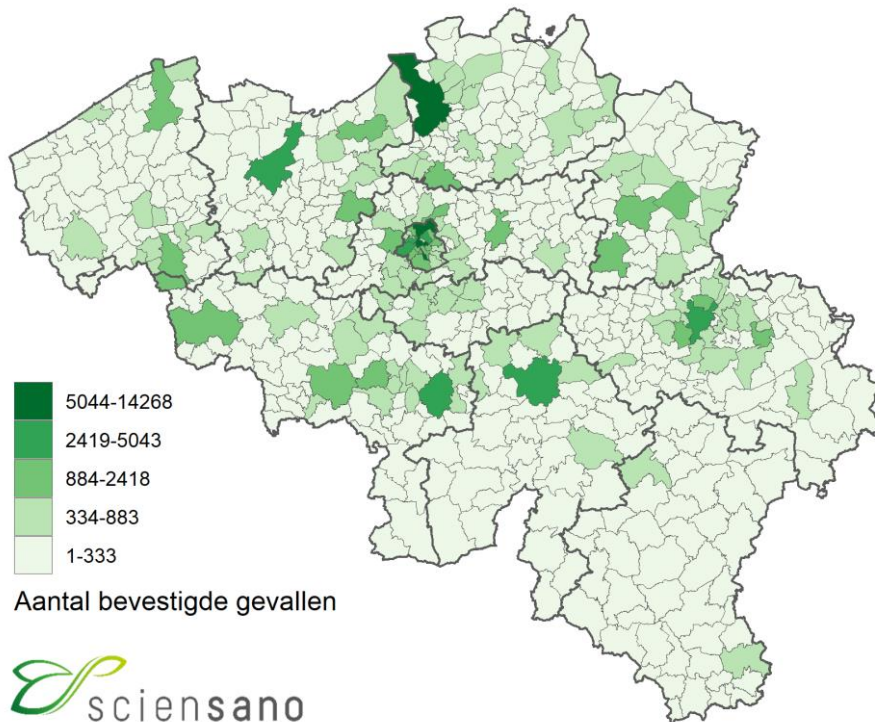 5044-14268
2419-5043
884-2418
334-883
1-333
Aantal bevestigde gevallen
sciensano